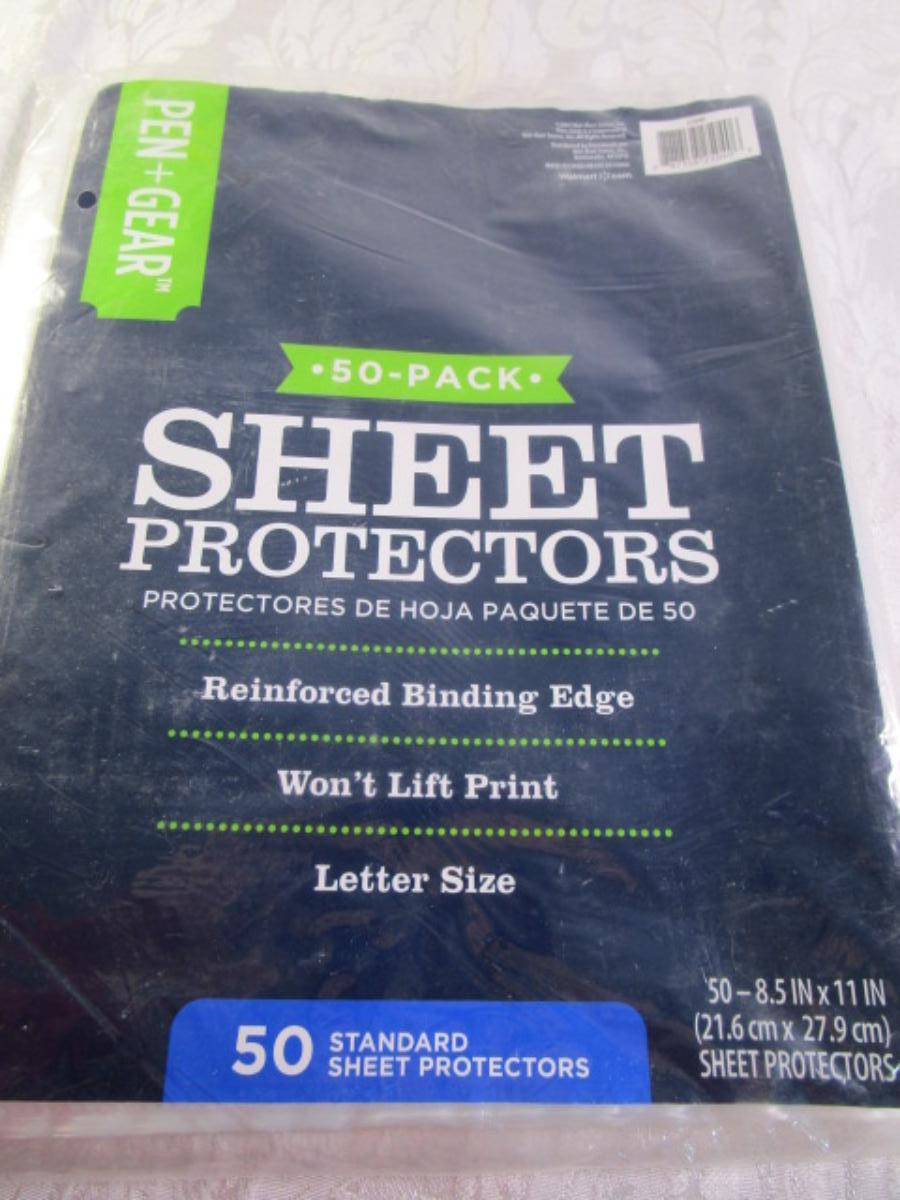 PEN+GEAR™
Walmart.com
•50-PACK•
SHEET
PROTECTORS
PROTECTORES DE HOJA PAQUETE DE 50
Reinforced Binding Edge
Won't Lift Print
Letter Size
50 STANDARD
SHEET PROTECTORS
50 – 8.5 IN x 11 IN
(21.6 cm x 27.9 cm)
SHEET PROTECTORS